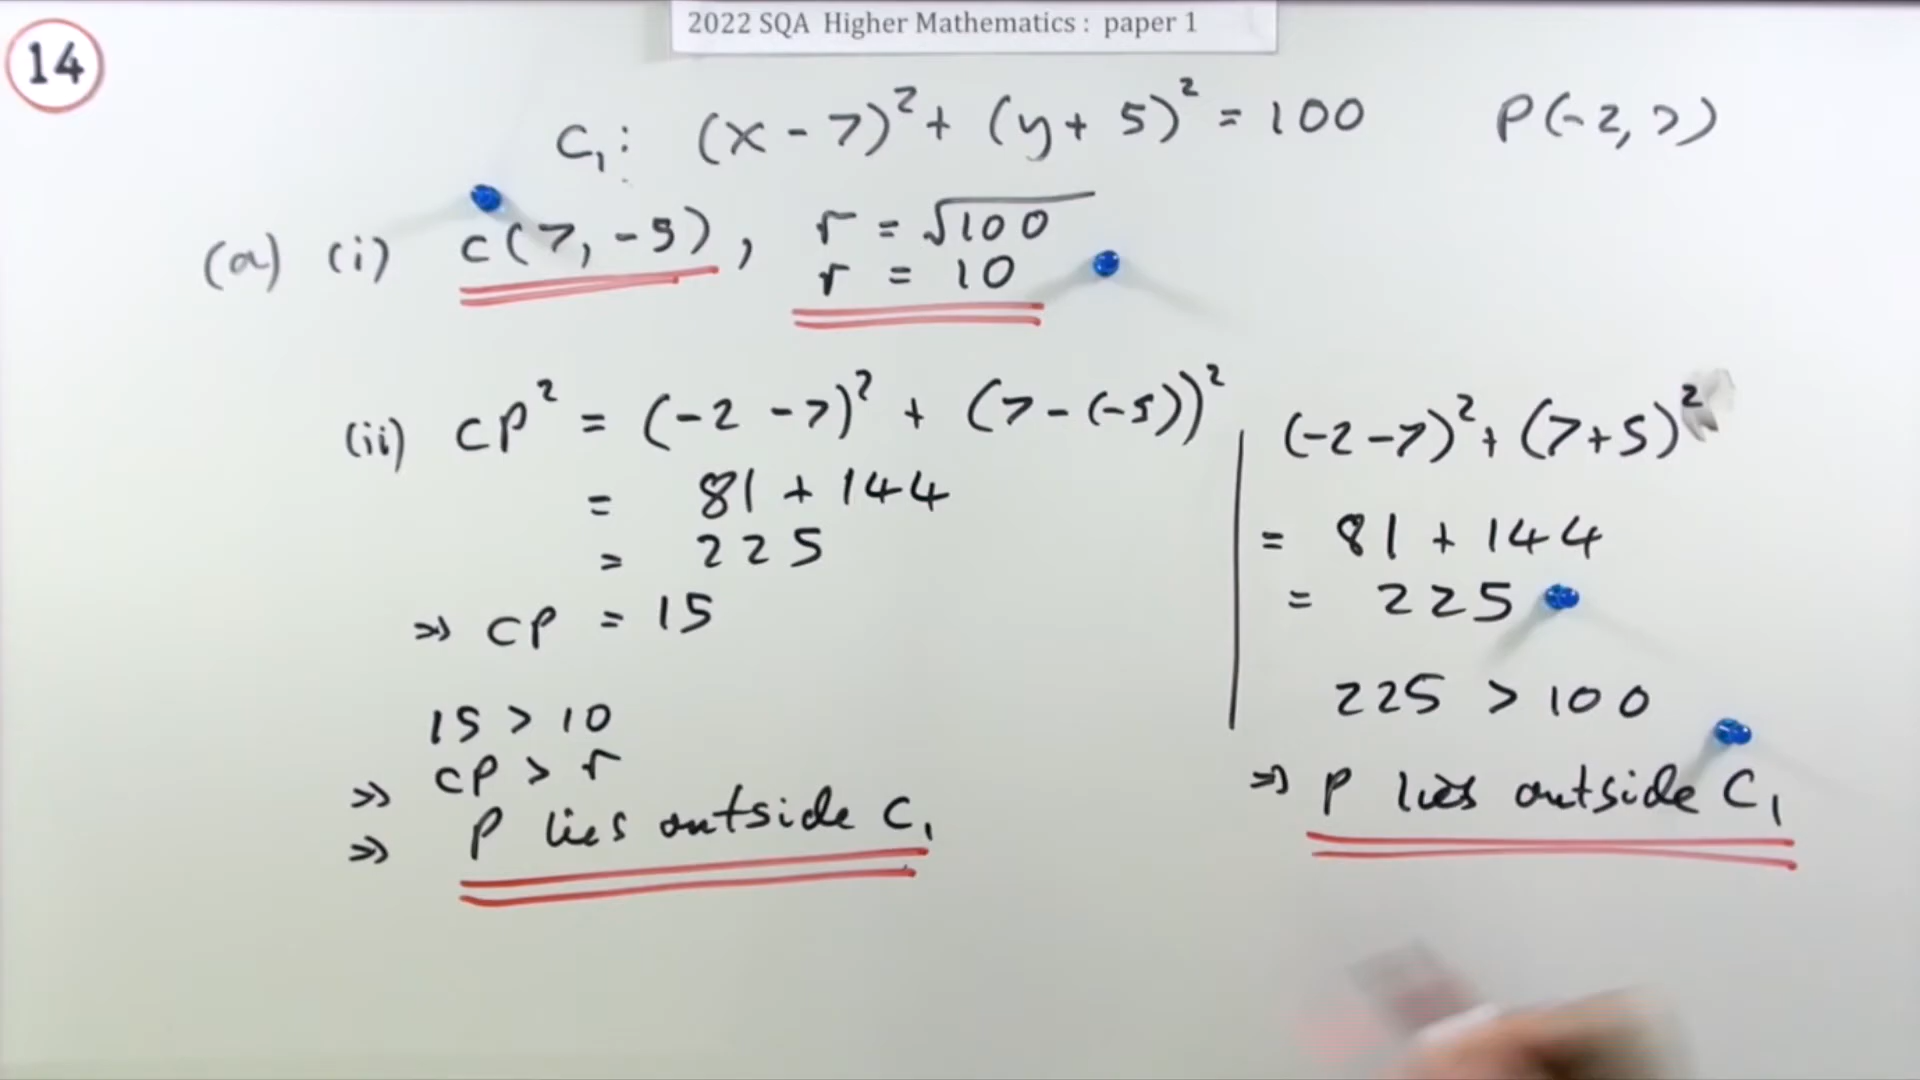 14
2022 SQA Higher Mathematics : paper 1
C₁: (x - 7)² + (y + 5)² = 100 P(-2, 7)
(a) (i) C(7, -5), r = √100
r = 10
(ii) CP² = (-2 - 7)² + (7 - (-5))²
= 81 + 144
= 225
⇒ CP = 15
15 > 10
⇒ CP > r
⇒ P lies outside C₁
(-2 - 7)² + (7 + 5)²
= 81 + 144
= 225
225 > 100
⇒ P lies outside C₁